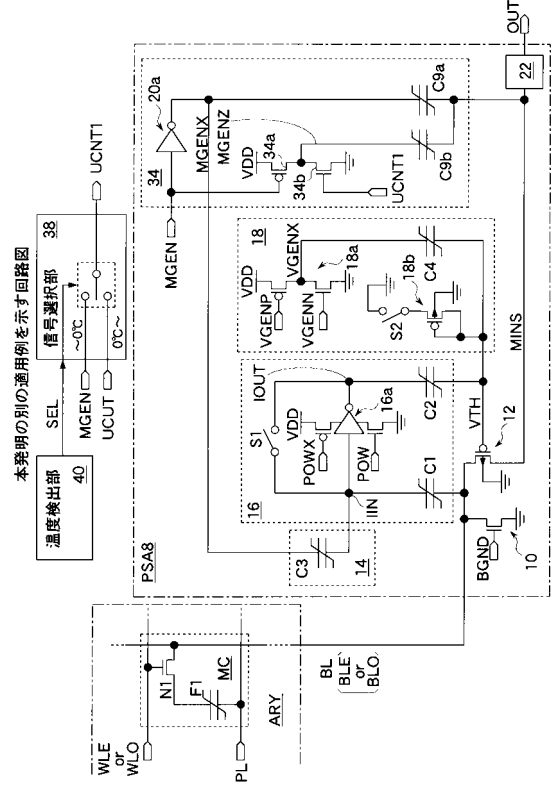 本発明の別の適用例を示す回路図
温度検出部
40
SEL
信号選択部
38
MGEN
~0℃
UCUT
0℃~
UCNT1
PSA8
34
MGEN
20a
MGENX
MGENZ
VDD
34a
34b
UCNT1
C9a
C9b
22
OUT
18
VDD
VGENP
VGENN
VGENX
18a
S2
18b
C4
16
S1
VDD
POWX
POW
IOUT
16a
IIN
C1
C2
C3
14
VTH
12
MINS
BGND
10
WLE
or
WLO
N1
F1
MC
PL
ARY
BL
BLE
or
BLO